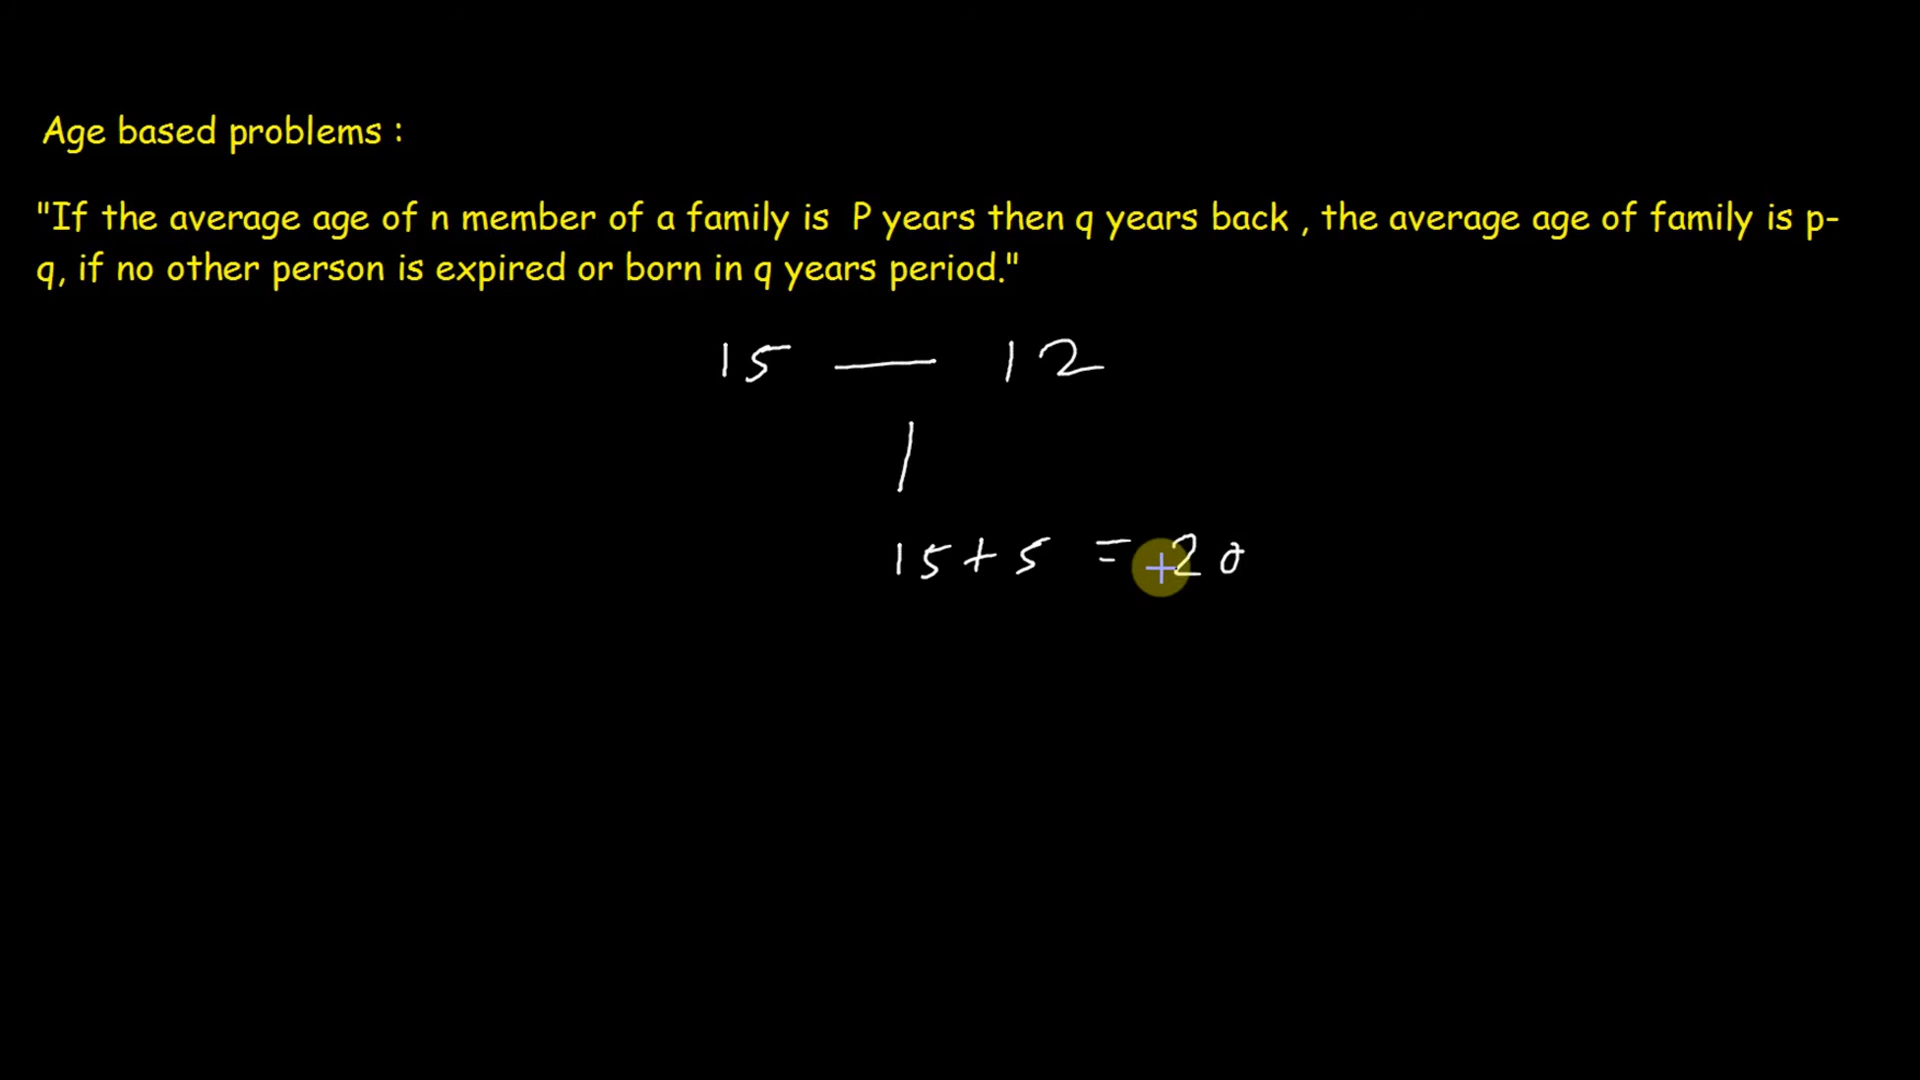 Age based problems :
"If the average age of n member of a family is P years then q years back , the average age of family is p-
q, if no other person is expired or born in q years period."
15 — 12
15+5 = 20